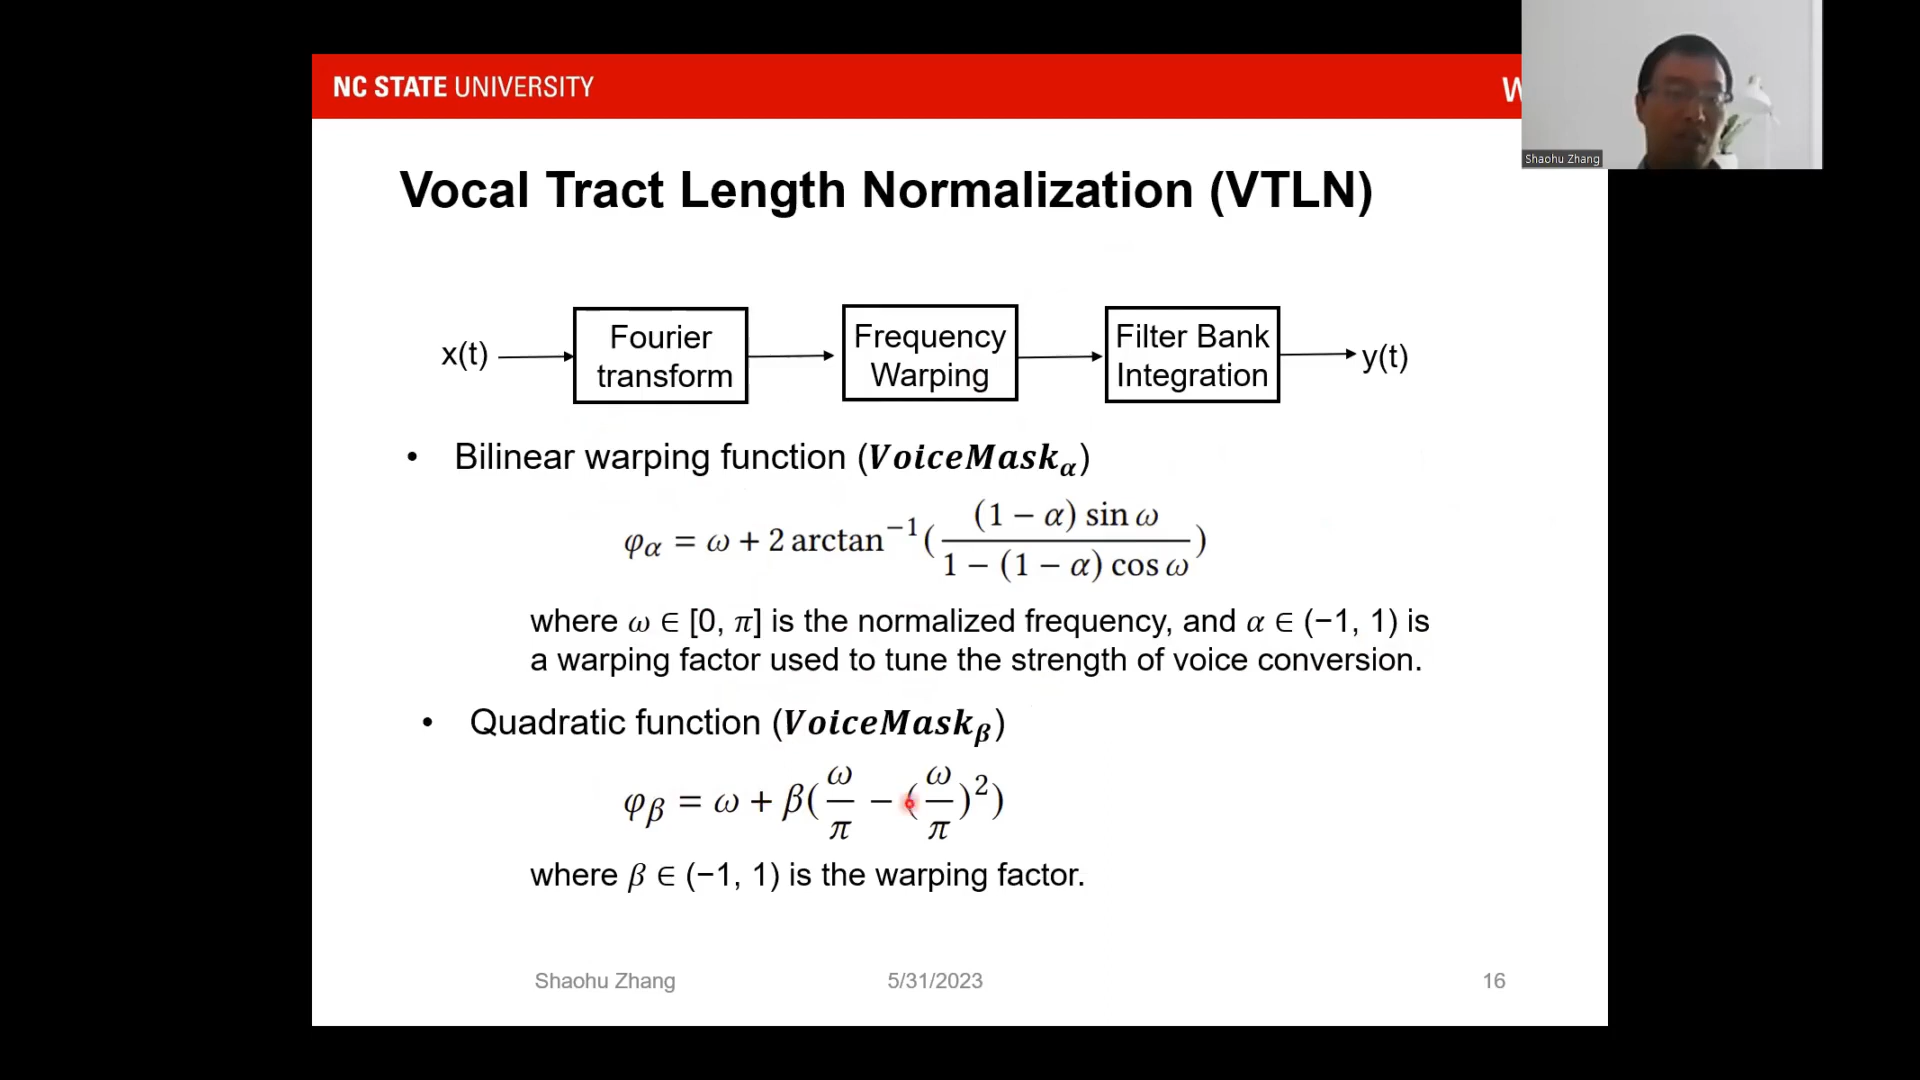 NC STATE UNIVERSITY
W
Shaohu Zhang
Vocal Tract Length Normalization (VTLN)
x(t)
Fourier
transform
Frequency
Warping
Filter Bank
Integration
y(t)
• Bilinear warping function (VoiceMaskα)
φα = ω + 2 arctan⁻¹( (1 − α) sin ω / 1 − (1 − α) cos ω )
where ω ∈ [0, π] is the normalized frequency, and α ∈ (−1, 1) is
a warping factor used to tune the strength of voice conversion.
• Quadratic function (VoiceMaskβ)
φβ = ω + β(ω/π − (ω/π)²)
where β ∈ (−1, 1) is the warping factor.
Shaohu Zhang 5/31/2023 16